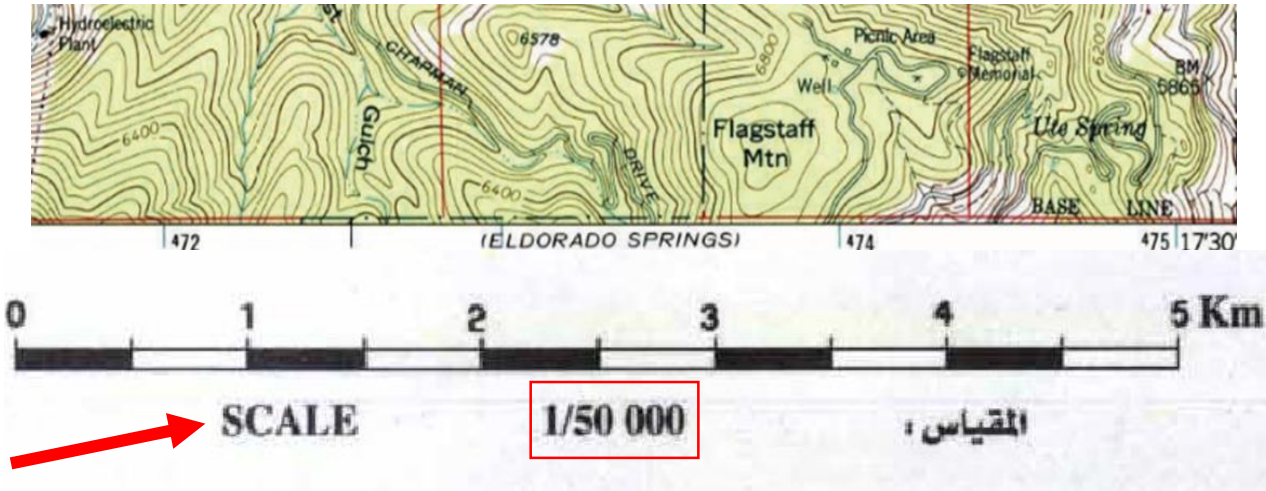 st
Hydroelectric
Plant
CHAPMAN
6578
6800
Picnic Area
Flagstaff
Memorial
6200
BM
5865
Well
6400
Gulch
Flagstaff
Mtn
Ute Spring
DRIVE
6400
BASE LINE
472 (ELDORADO SPRINGS) 474 475 17'30"
0 1 2 3 4 5 Km
SCALE 1/50 000 المقياس :